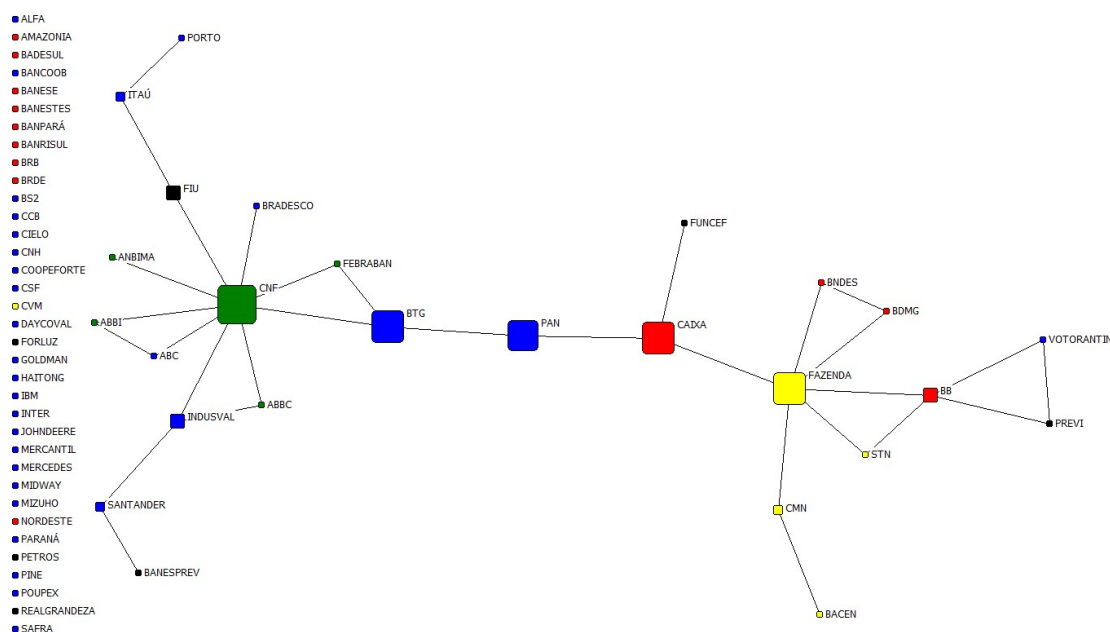 ALFA
AMAZONIA
BADESUL
BANCOOB
BANESE
BANESTES
BANPARÁ
BANRISUL
BRB
BRDE
BS2
CCB
CIELO
CNH
COOPEFORTE
CSF
CVM
DAYCOVAL
FORLUZ
GOLDMAN
HAITONG
IBM
INTER
JOHNDEERE
MERCANTIL
MERCEDES
MIDWAY
MIZUHO
NORDESTE
PARANÁ
PETROS
PINE
POUPEX
REALGRANDEZA
SAFRA
PORTO
ITAÚ
FIU
BRADESCO
ANBIMA
FEBRABAN
CNF
ABBI
ABC
ABBC
INDUSVAL
SANTANDER
BANESPREV
BTG
PAN
FUNCEF
CAIXA
BNDES
BDMG
FAZENDA
BB
VOTORANTIN
PREVI
STN
CMN
BACEN